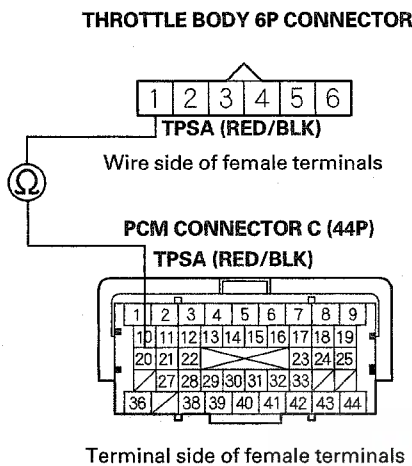 THROTTLE BODY 6P CONNECTOR
1 2 3 4 5 6
TPSA (RED/BLK)
Wire side of female terminals
Ω
PCM CONNECTOR C (44P)
TPSA (RED/BLK)
1 2 3 4 5 6 7 8 9
10 11 12 13 14 15 16 17 18 19
20 21 22 23 24 25
27 28 29 30 31 32 33
36 38 39 40 41 42 43 44
Terminal side of female terminals